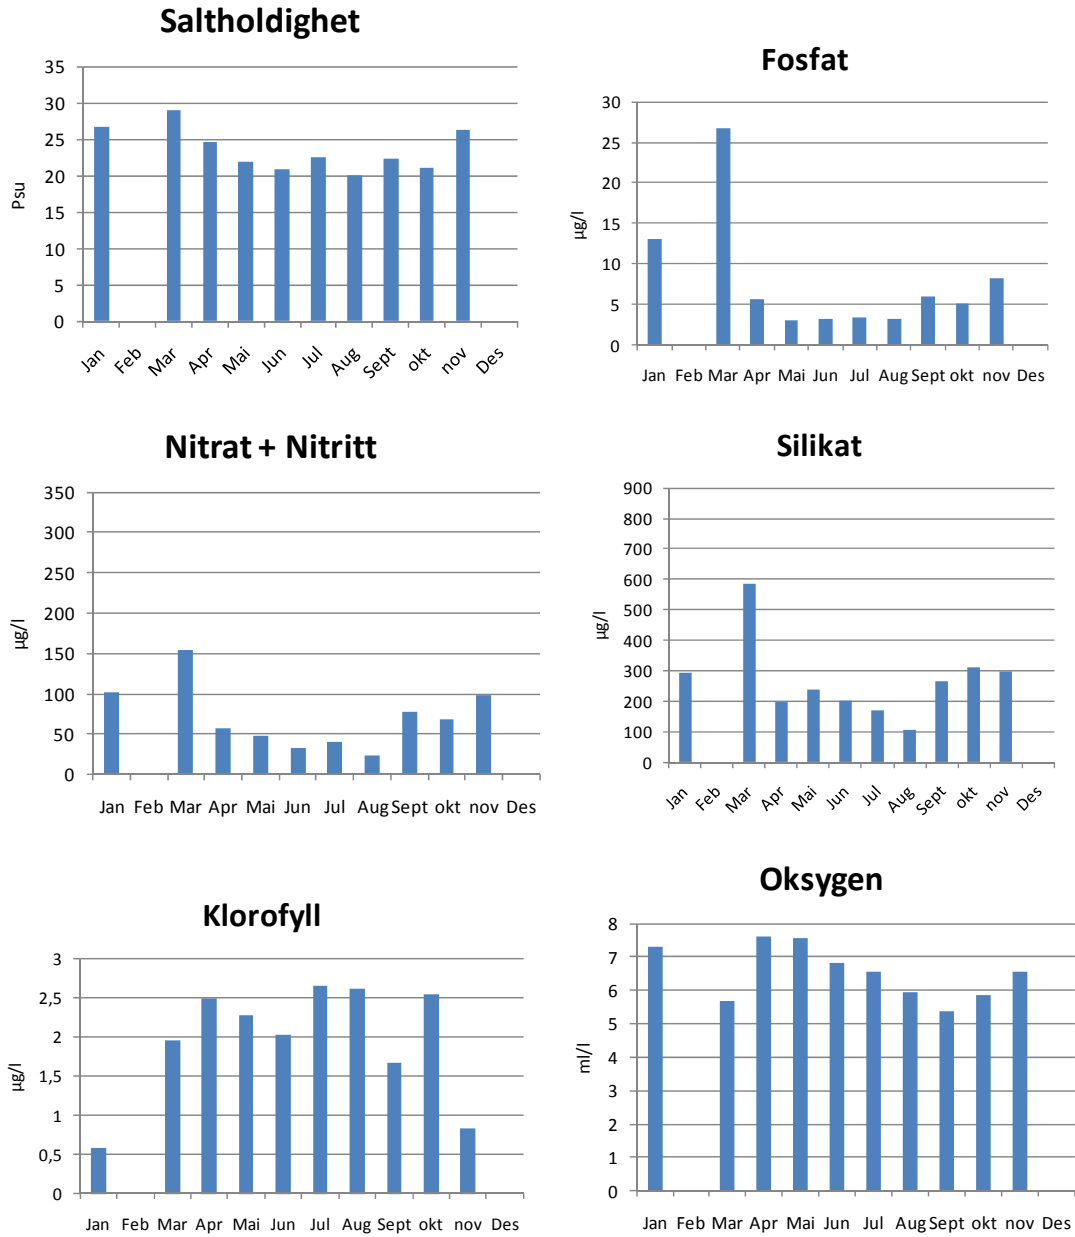 Saltholdighet
35
30
25
20
15
10
5
0
Psu
Jan Feb Mar Apr Mai Jun Jul Aug Sept okt nov Des
Fosfat
30
25
20
15
10
5
0
µg/l
Jan Feb Mar Apr Mai Jun Jul Aug Sept okt nov Des
Nitrat + Nitritt
350
300
250
200
150
100
50
0
µg/l
Jan Feb Mar Apr Mai Jun Jul Aug Sept okt nov Des
Silikat
900
800
700
600
500
400
300
200
100
0
µg/l
Jan Feb Mar Apr Mai Jun Jul Aug Sept okt nov Des
Klorofyll
3
2,5
2
1,5
1
0,5
0
µg/l
Jan Feb Mar Apr Mai Jun Jul Aug Sept okt nov Des
Oksygen
8
7
6
5
4
3
2
1
0
ml/l
Jan Feb Mar Apr Mai Jun Jul Aug Sept okt nov Des